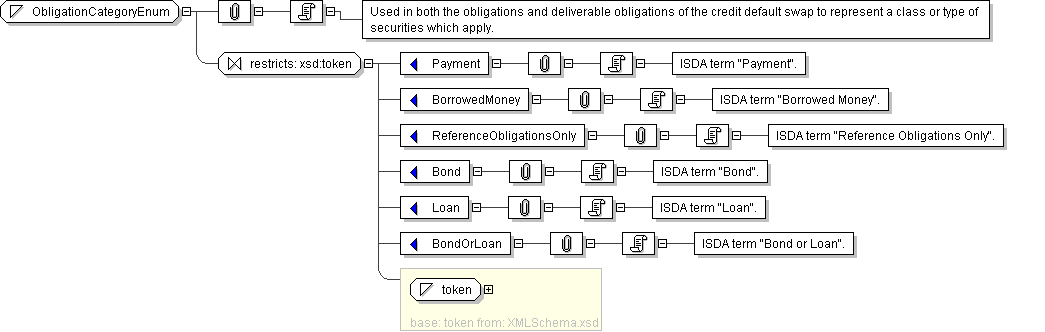 ObligationCategoryEnum
Used in both the obligations and deliverable obligations of the credit default swap to represent a class or type of
securities which apply.
restricts: xsd:token
Payment
ISDA term "Payment".
BorrowedMoney
ISDA term "Borrowed Money".
ReferenceObligationsOnly
ISDA term "Reference Obligations Only".
Bond
ISDA term "Bond".
Loan
ISDA term "Loan".
BondOrLoan
ISDA term "Bond or Loan".
token
base: token from: XMLSchema.xsd